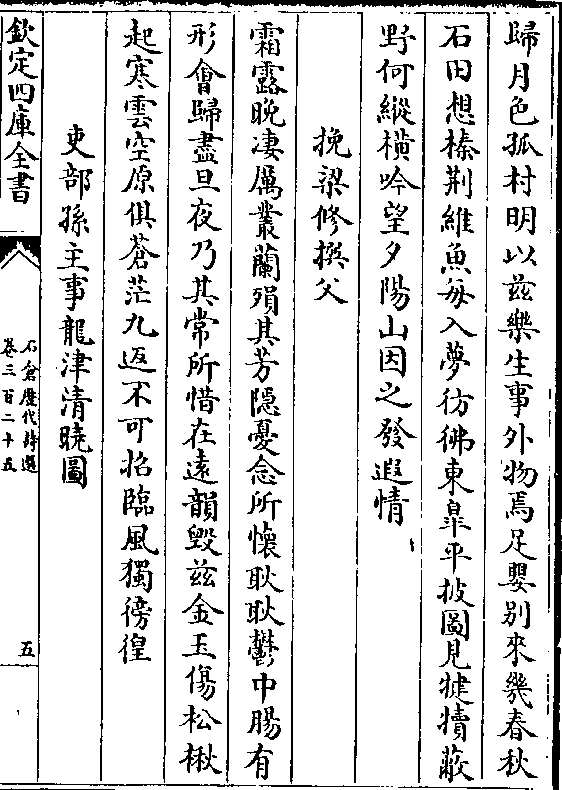 歸月色孤村明以兹樂生事外物焉足嬰别來幾春秋
石田想榛荆維魚每入夢彷彿東臯平披圖見犍犢蔽
野何縱横吟望夕陽山因之發遐情
挽梁修撰父
霜露晚凄厲叢蘭殞其芳隱憂念所懷耿耿鬱中腸有
形會歸盡旦夜乃其常所惜在遠韻毁兹金玉傷松楸
起寒雲空原俱蒼茫九返不可招臨風獨徬徨
吏部孫主事龍津清曉圖
欽定四庫全書
石倉歷代詩選
卷三百二十五
五